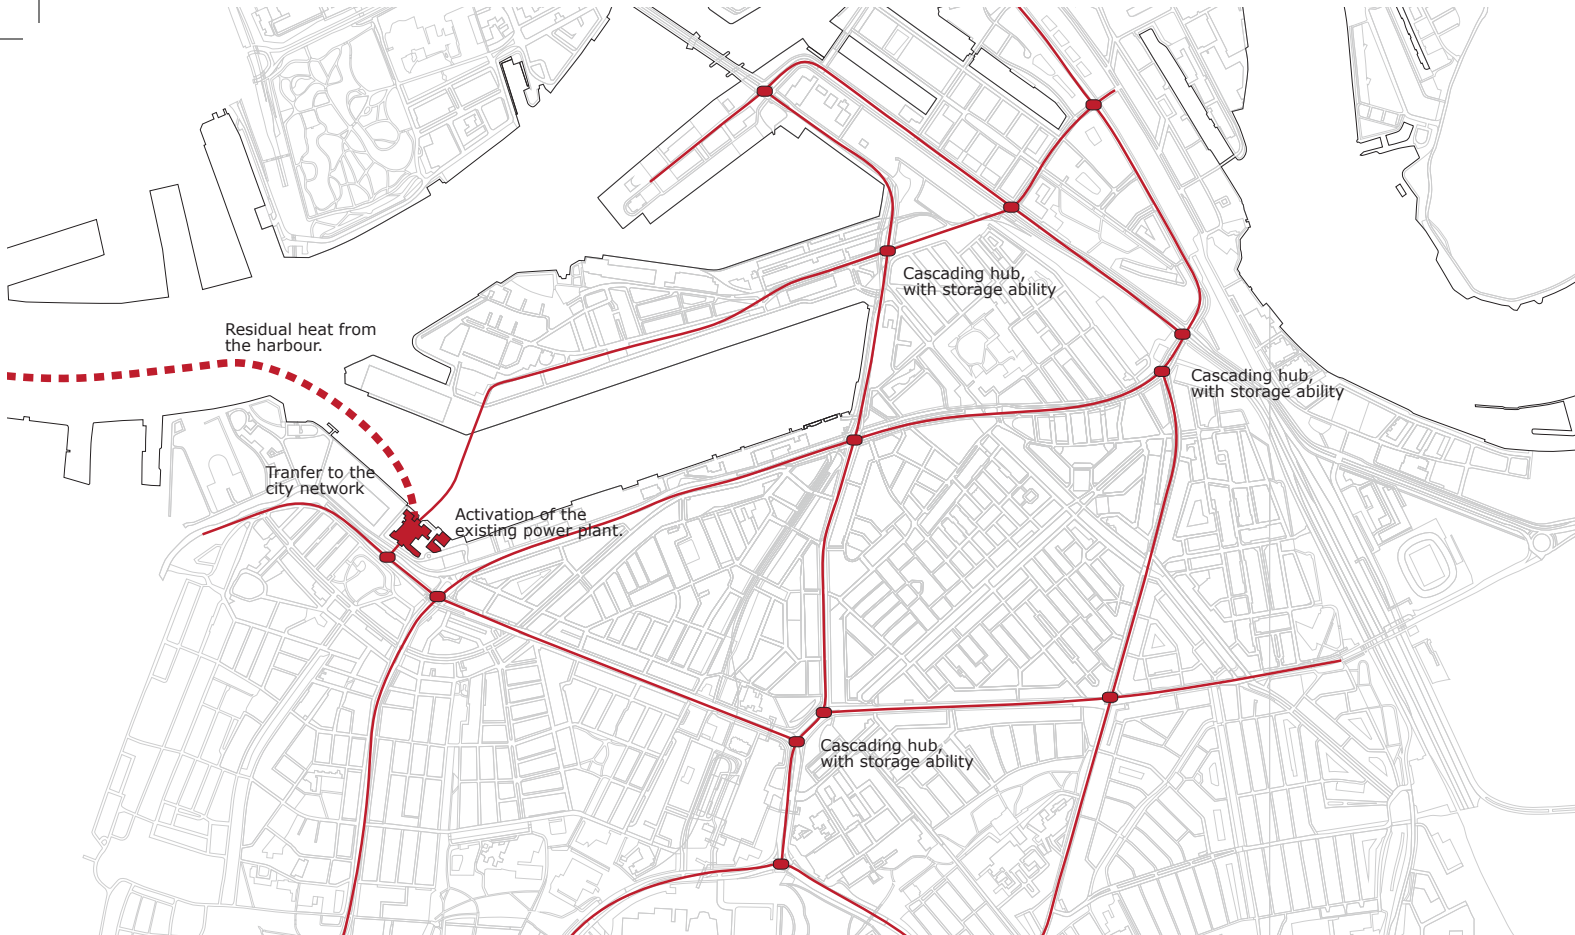 Cascading hub,
with storage ability
Residual heat from
the harbour.
Cascading hub,
with storage ability
Tranfer to the
city network
Activation of the
existing power plant.
Cascading hub,
with storage ability